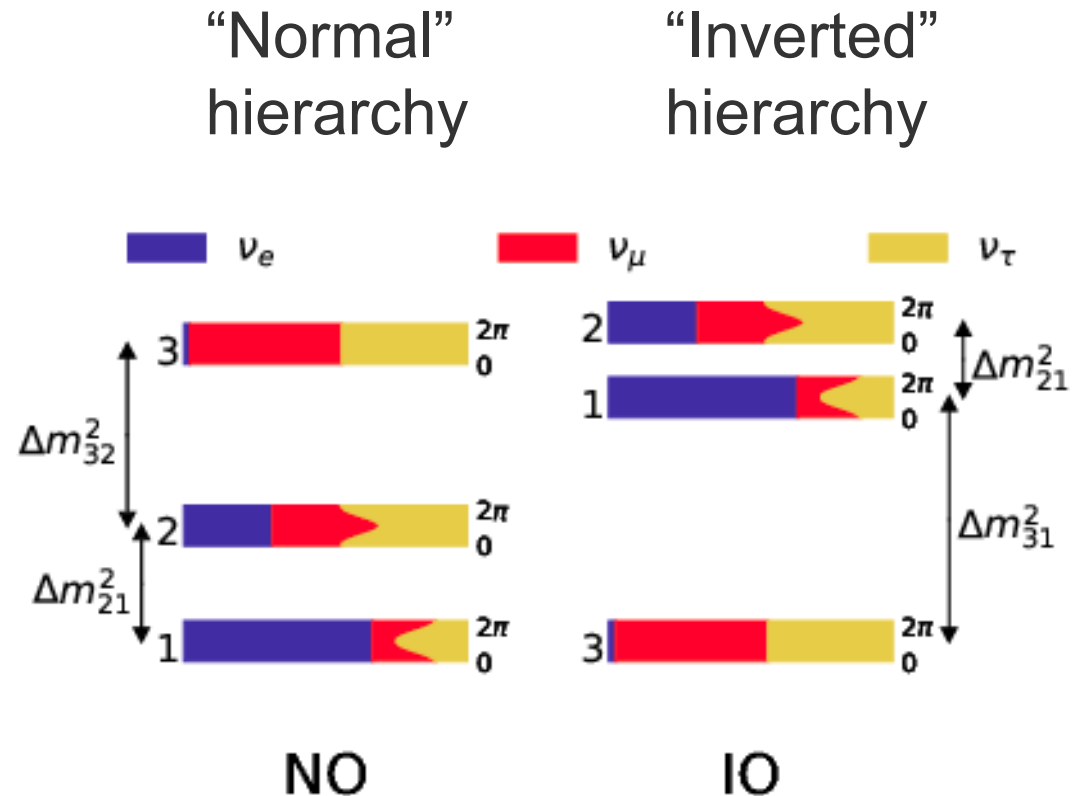 “Normal” hierarchy
“Inverted” hierarchy
νe νμ ντ
3 2π 0
2 2π 0
1 2π 0
Δm²₃₂
Δm²₂₁
2 2π 0
1 2π 0
3 2π 0
Δm²₂₁
Δm²₃₁
NO IO